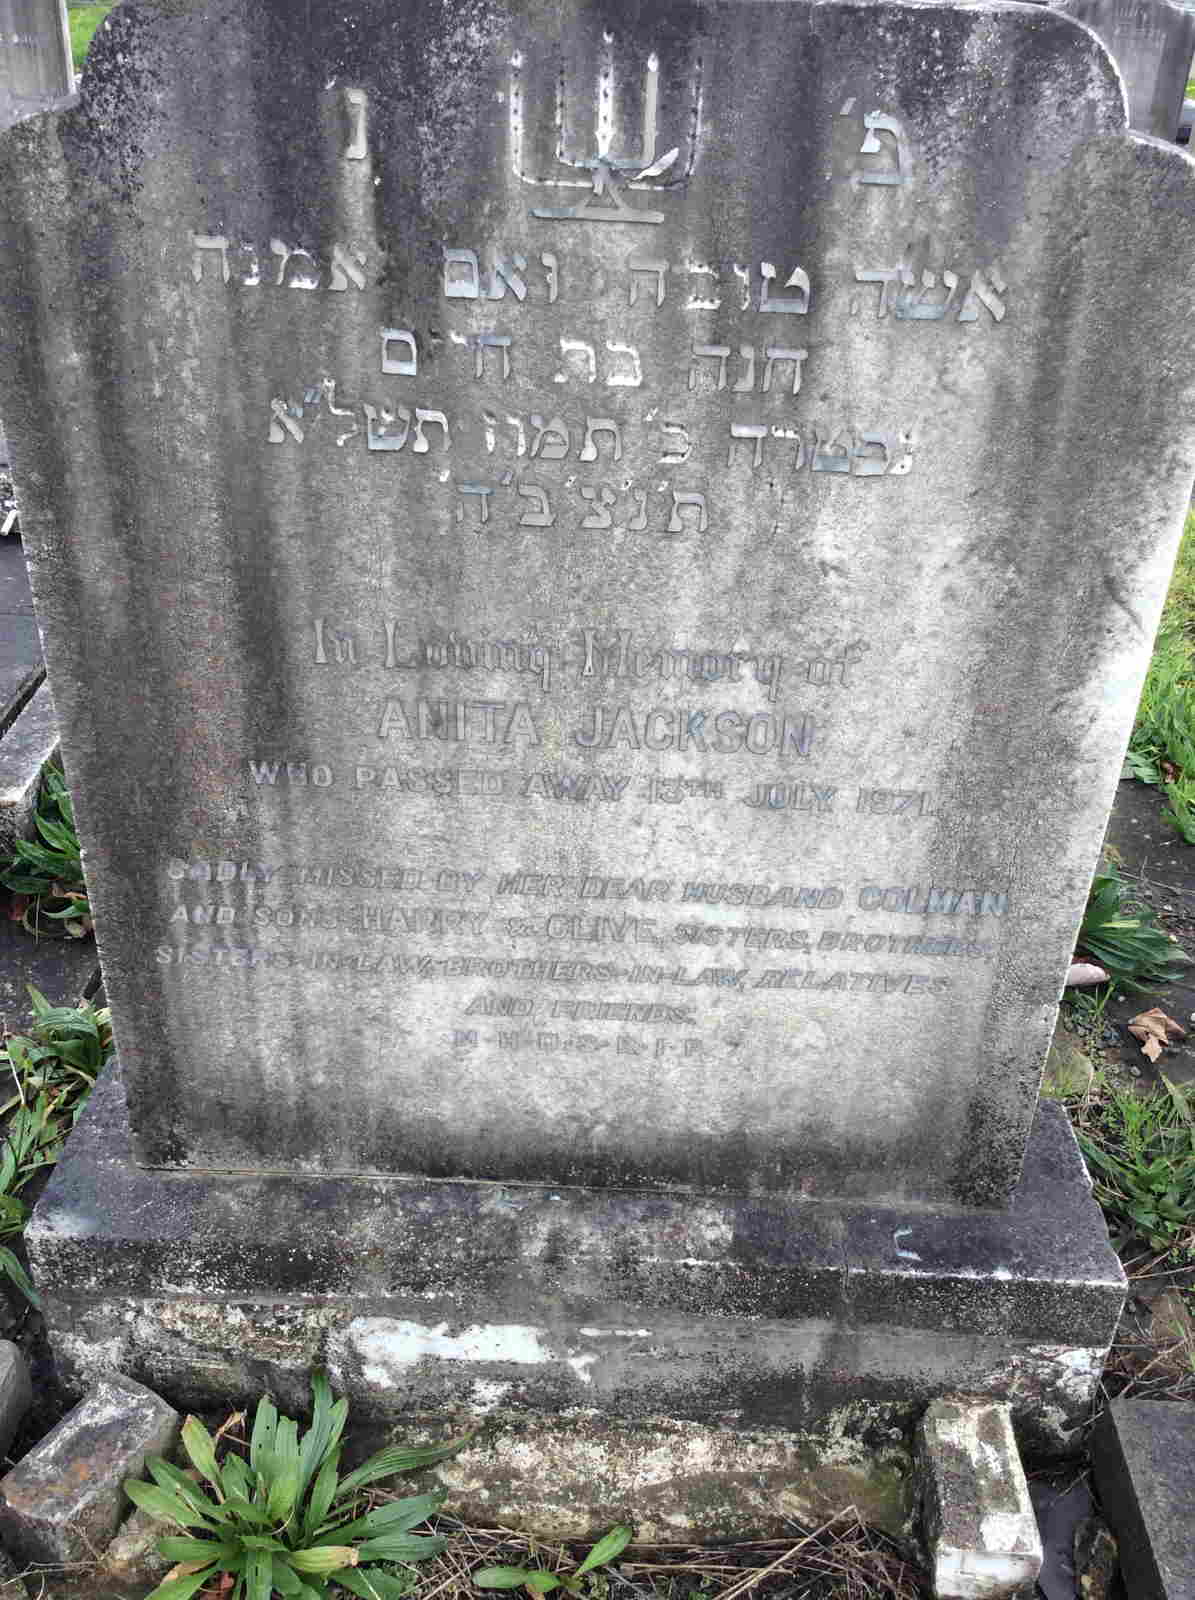 פ' נ'
אשה טובה ואם אמנה
חנה בת חיים
נפטרה כ' תמוז תשל"א
ת'נ'צ'ב'ה'
In Loving Memory of
ANITA JACKSON
WHO PASSED AWAY 13TH JULY 1971.
SADLY MISSED BY HER DEAR HUSBAND COLMAN
AND SONS HARRY & CLIVE, SISTERS, BROTHERS,
SISTERS-IN-LAW, BROTHERS-IN-LAW, RELATIVES
AND FRIENDS.
M·H·D·S·R·I·P.